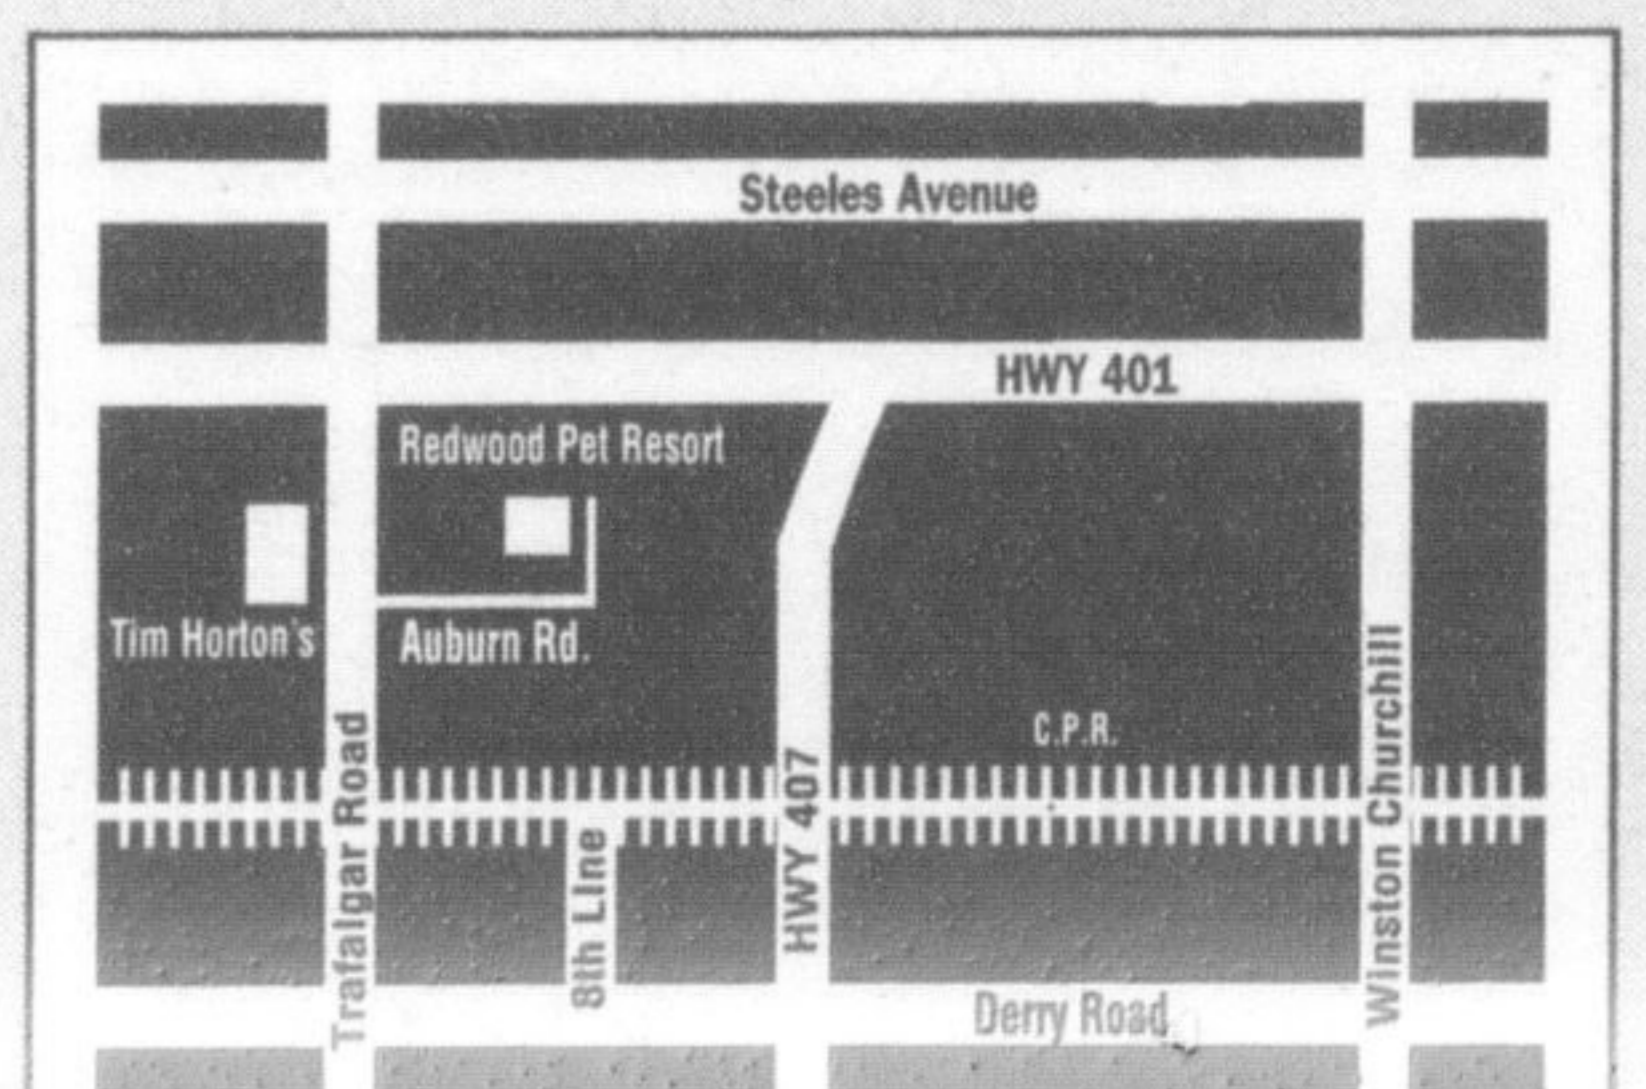 Steeles Avenue
HWY 401
Redwood Pet Resort
Tim Horton's
Auburn Rd.
C.P.R.
Trafalgar Road
8th LIne
HWY 407
Winston Churchill
Derry Road